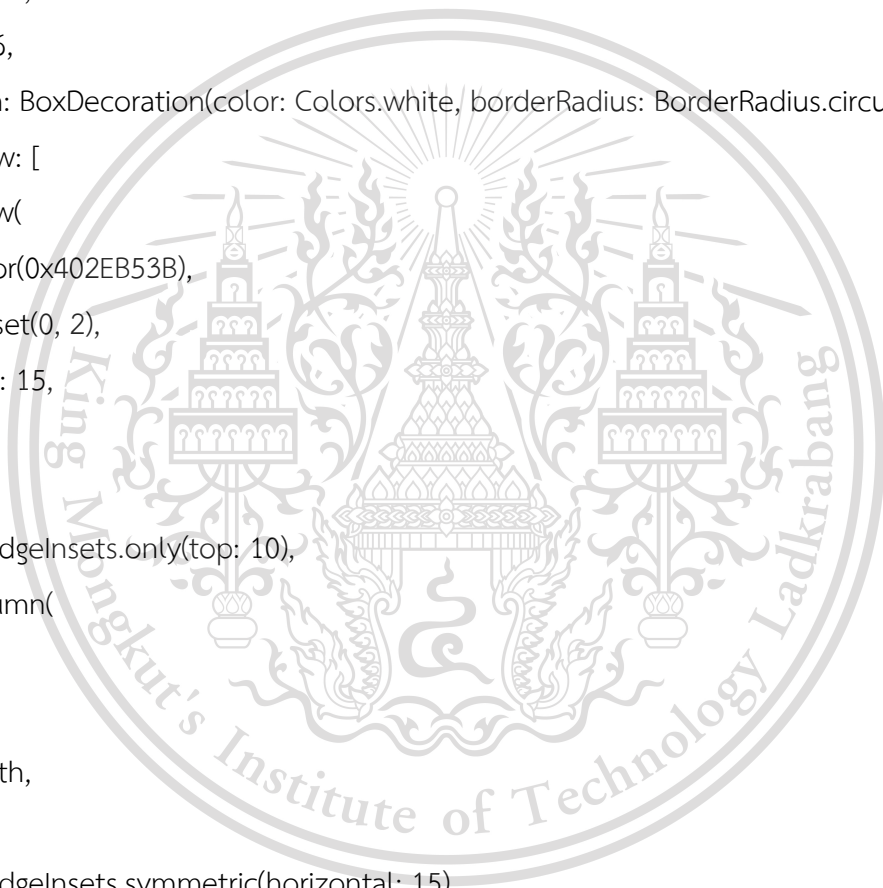 6,
: BoxDecoration(color: Colors.white, borderRadius: BorderRadius.circu
w: [
w(
or(0x402EB53B),
set(0, 2),
: 15,
dgeInsets.only(top: 10),
umn(
th,
dgeInsets.symmetric(horizontal: 15)
King Mongkut's Institute of Technology Ladkrabang